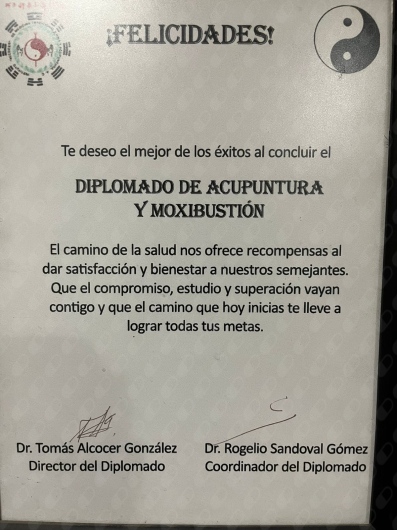 ¡FELICIDADES!
Te deseo el mejor de los éxitos al concluir el
DIPLOMADO DE ACUPUNTURA
Y MOXIBUSTIÓN
El camino de la salud nos ofrece recompensas al
dar satisfacción y bienestar a nuestros semejantes.
Que el compromiso, estudio y superación vayan
contigo y que el camino que hoy inicias te lleve a
lograr todas tus metas.
Dr. Tomás Alcocer González
Director del Diplomado
Dr. Rogelio Sandoval Gómez
Coordinador del Diplomado